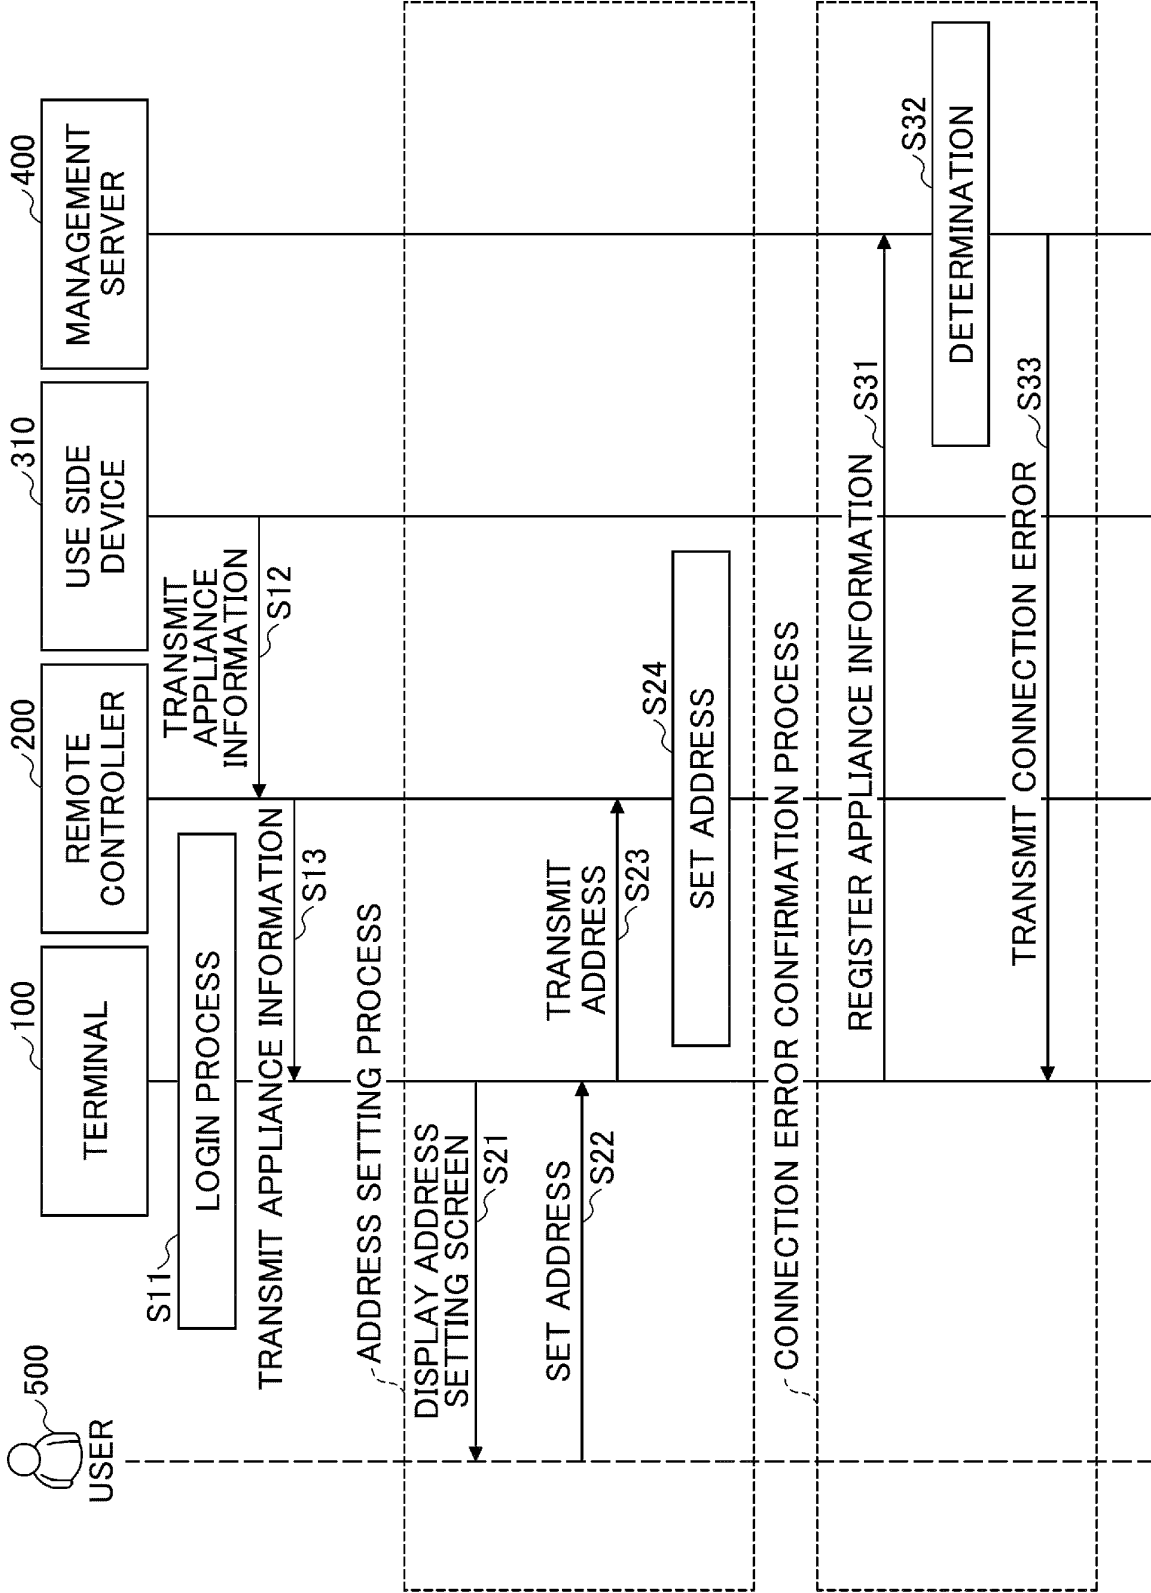 500
USER
100
TERMINAL
200
REMOTE
CONTROLLER
310
USE SIDE
DEVICE
400
MANAGEMENT
SERVER
S11
LOGIN PROCESS
TRANSMIT
APPLIANCE
INFORMATION
S12
TRANSMIT APPLIANCE INFORMATION
S13
ADDRESS SETTING PROCESS
DISPLAY ADDRESS
SETTING SCREEN
S21
SET ADDRESS
S22
TRANSMIT
ADDRESS
S23
S24
SET ADDRESS
CONNECTION ERROR CONFIRMATION PROCESS
REGISTER APPLIANCE INFORMATION
S31
S32
DETERMINATION
TRANSMIT CONNECTION ERROR
S33